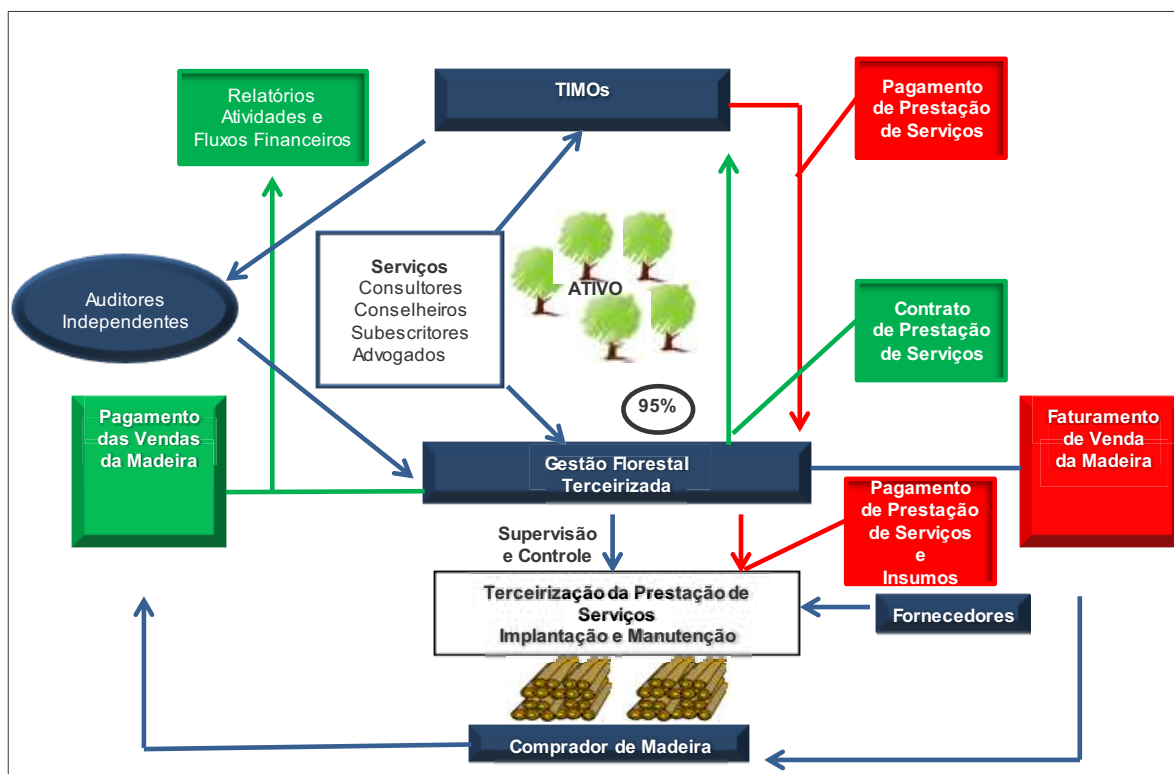 TIMOs
Relatórios
Atividades e
Fluxos Financeiros
Pagamento
de Prestação
de Serviços
Serviços
Consultores
Conselheiros
Subescritores
Advogados
ATIVO
Auditores
Independentes
Contrato
de Prestação
de Serviços
95%
Pagamento
das Vendas
da Madeira
Gestão Florestal
Terceirizada
Faturamento
de Venda
da Madeira
Pagamento
de Prestação
de Serviços
e
Insumos
Supervisão
e Controle
Terceirização da Prestação de
Serviços
Implantação e Manutenção
Fornecedores
Comprador de Madeira